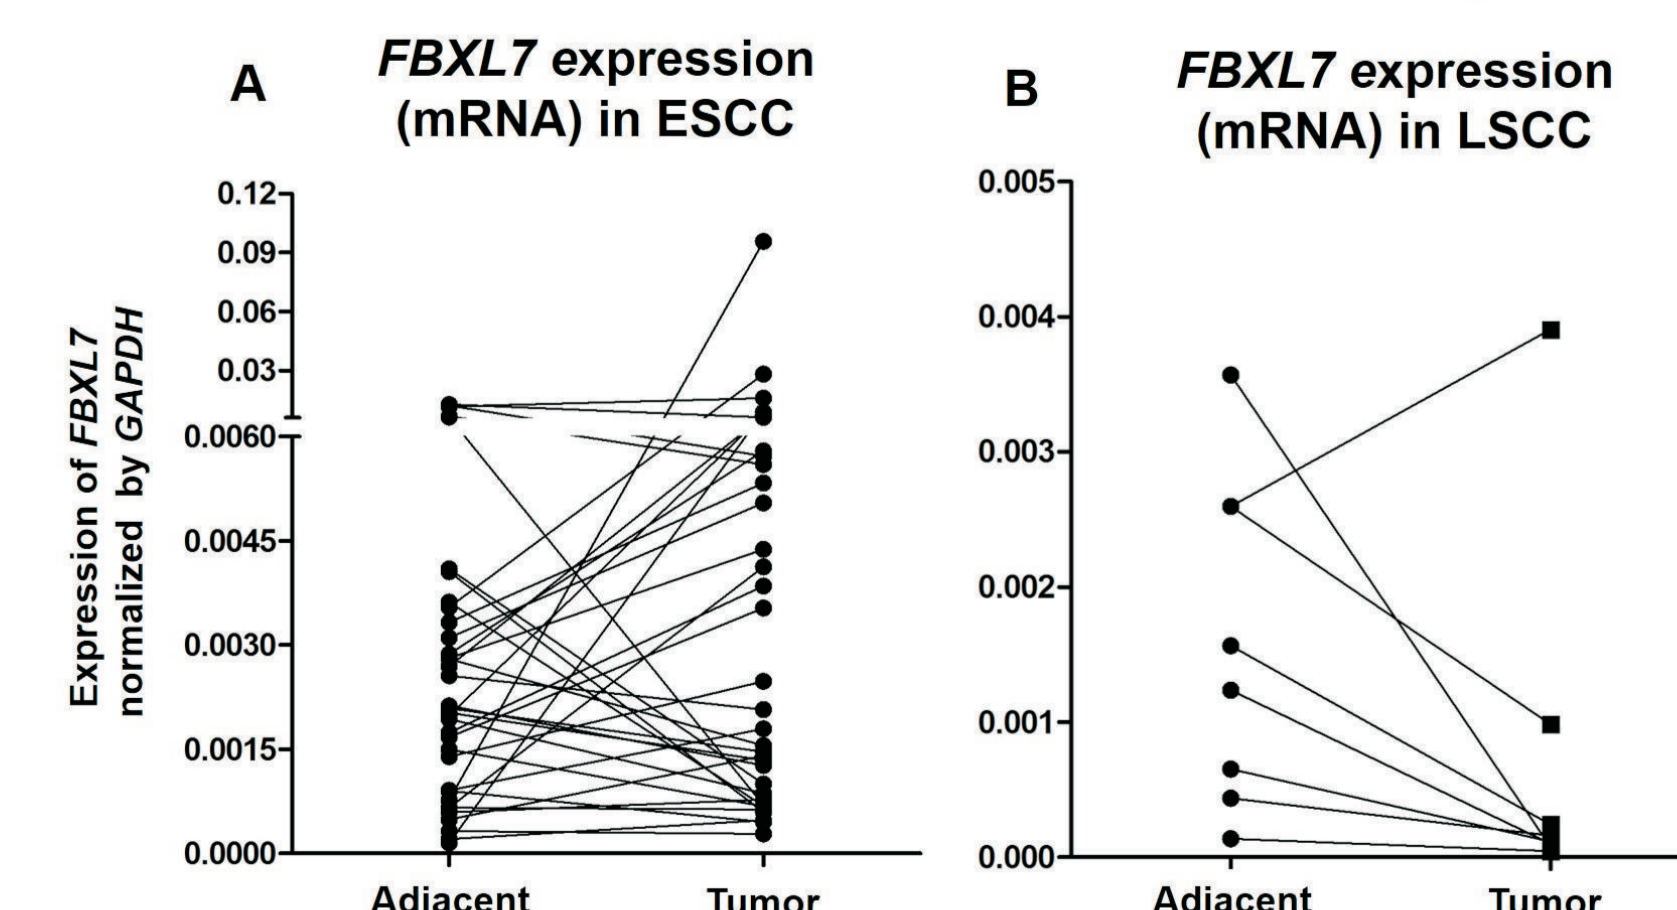 A
FBXL7 expression
(mRNA) in ESCC
0.12
0.09
0.06
0.03
0.0060
0.0045
0.0030
0.0015
0.0000
Expression of FBXL7
normalized by GAPDH
Adjacent
Tumor
B
FBXL7 expression
(mRNA) in LSCC
0.005
0.004
0.003
0.002
0.001
0.000
Adjacent
Tumor